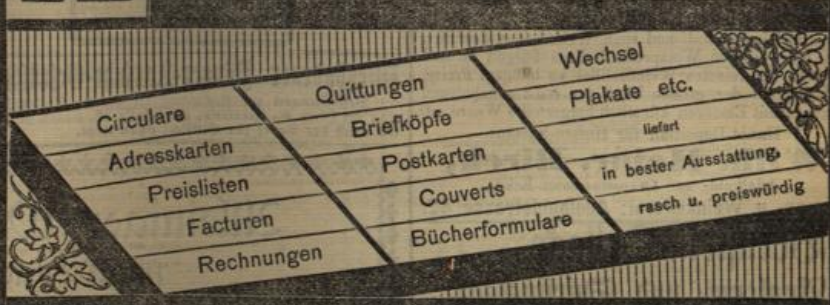 Circulare
Adresskarten
Preislisten
Facturen
Rechnungen
Quittungen
Briefköpfe
Postkarten
Couverts
Bücherformulare
Wechsel
Plakate etc.
liefert
in bester Ausstattung,
rasch u. preiswürdig